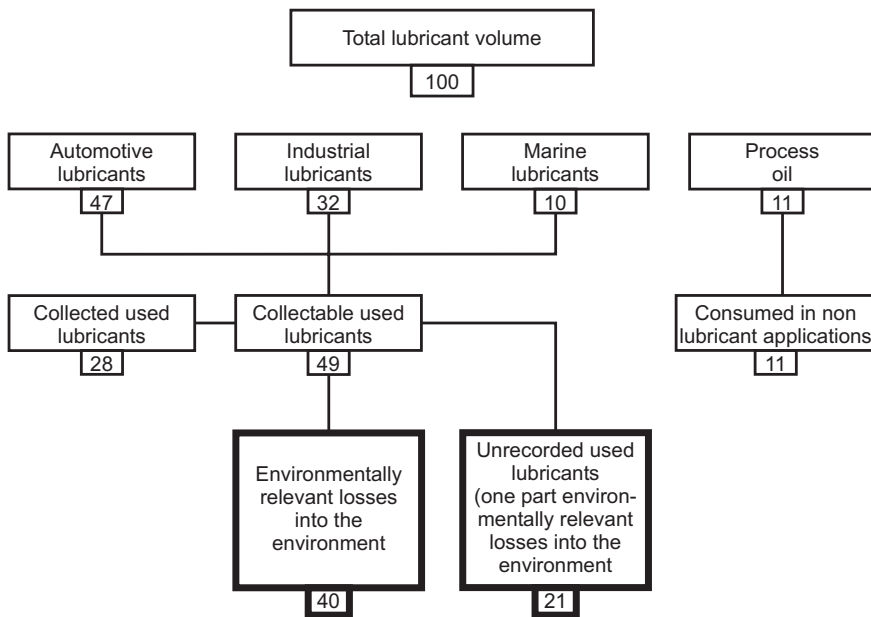 Total lubricant volume
100
Automotive
lubricants
47
Industrial
lubricants
32
Marine
lubricants
10
Process
oil
11
Collected used
lubricants
28
Collectable used
lubricants
49
Consumed in non
lubricant applications
11
Environmentally
relevant losses
into the
environment
40
Unrecorded used
lubricants
(one part environ-
mentally relevant
losses into the
environment
21